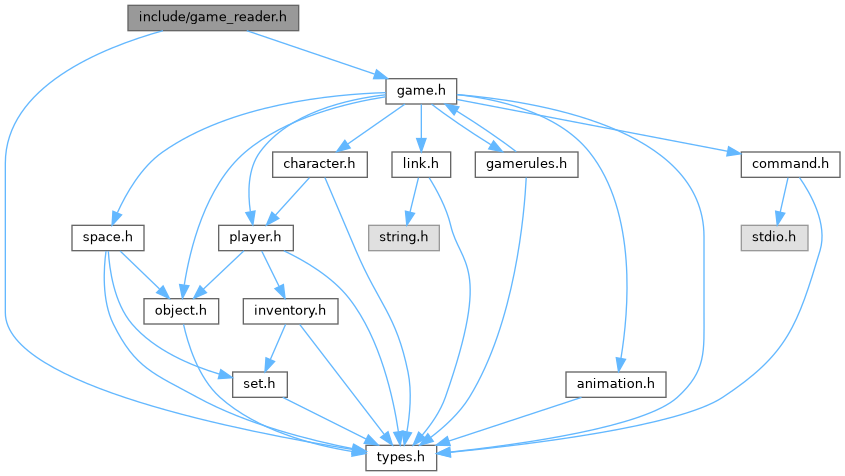 include/game_reader.h
game.h
character.h
link.h
gamerules.h
command.h
space.h
player.h
string.h
stdio.h
object.h
inventory.h
set.h
animation.h
types.h